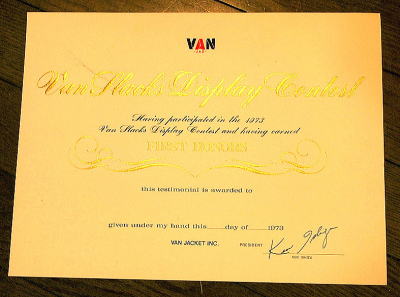 VAN
JAC
Van Slacks Display Contest
Having participated in the 1973
Van Slacks Display Contest and having earned
FIRST HONORS
this testimonial is awarded to
given under my hand this day of 1973
VAN JACKET INC. PRESIDENT